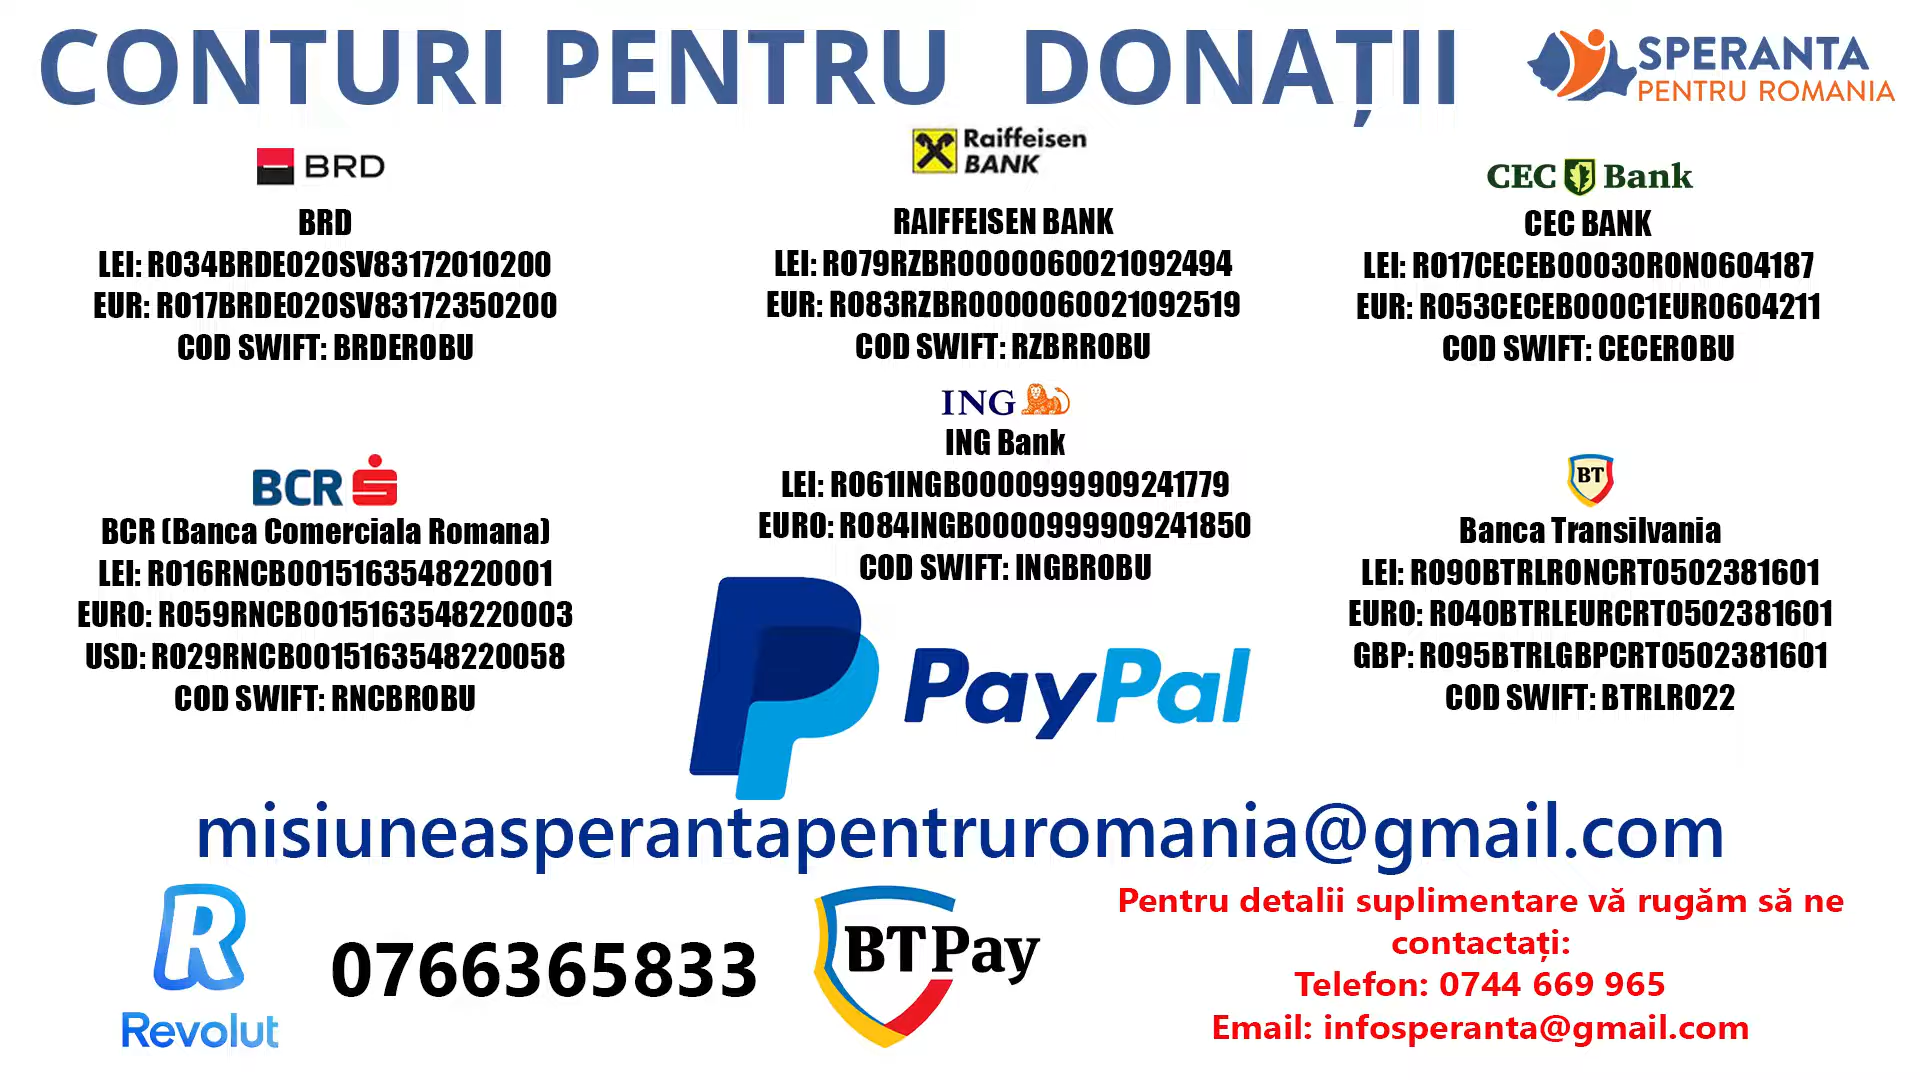 CONTURI PENTRU DONAȚII
SPERANTA
PENTRU ROMANIA
BRD
BRD
LEI: RO34BRDE020SV83172010200
EUR: RO17BRDE020SV83172350200
COD SWIFT: BRDEROBU
Raiffeisen
BANK
RAIFFEISEN BANK
LEI: RO79RZBR0000060021092494
EUR: RO83RZBR0000060021092519
COD SWIFT: RZBRROBU
CEC Bank
CEC BANK
LEI: RO17CECEB00030RON0604187
EUR: RO53CECEB000C1EUR0604211
COD SWIFT: CECEROBU
BCR
BCR (Banca Comerciala Romana)
LEI: RO16RNCB0015163548220001
EURO: RO59RNCB0015163548220003
USD: RO29RNCB0015163548220058
COD SWIFT: RNCBROBU
ING
ING Bank
LEI: RO61INGB0000999909241779
EURO: RO84INGB0000999909241850
COD SWIFT: INGBROBU
BT
Banca Transilvania
LEI: RO90BTRLRONCRT0502381601
EURO: RO40BTRLEURCRT0502381601
GBP: RO95BTRLGBPCRT0502381601
COD SWIFT: BTRLRO22
PayPal
misiuneasperantapentruromania@gmail.com
Revolut
0766365833
BT Pay
Pentru detalii suplimentare vă rugăm să ne
contactați:
Telefon: 0744 669 965
Email: infosperanta@gmail.com